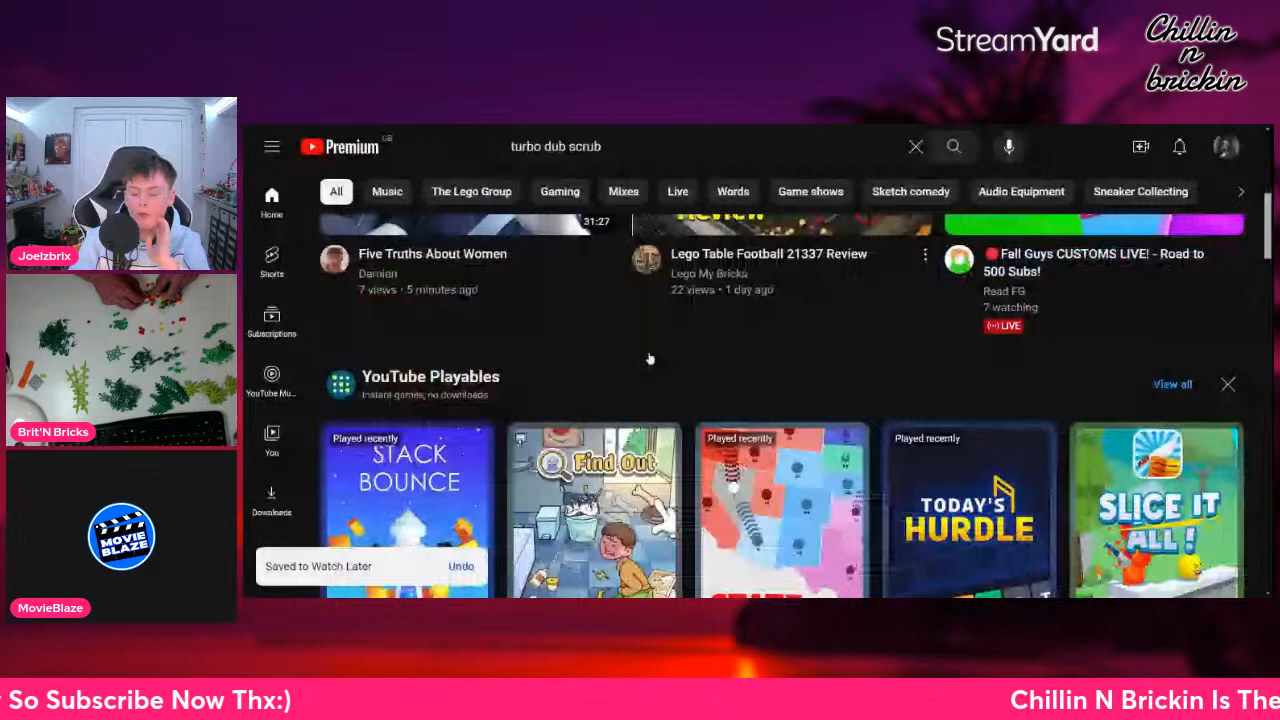 StreamYard
Chillin
n
brickin
Premium
GB
turbo dub scrub
All
Music
The Lego Group
Gaming
Mixes
Live
Words
Game shows
Sketch comedy
Audio Equipment
Sneaker Collecting
Home
Shorts
Subscriptions
YouTube Mu...
You
Downloads
31:27
Review
Five Truths About Women
Damian
7 views • 5 minutes ago
Lego Table Football 21337 Review
Lego My Bricks
22 views • 1 day ago
Fall Guys CUSTOMS LIVE! - Road to
500 Subs!
Read FG
7 watching
LIVE
YouTube Playables
Instant games, no downloads
View all
Played recently
STACK
BOUNCE
Find Out
Played recently
Played recently
TODAY'S
HURDLE
SLICE IT
ALL!
Saved to Watch Later
Undo
Joelzbrix
Brit'N Bricks
MOVIE
BLAZE
MovieBlaze
So Subscribe Now Thx:)
Chillin N Brickin Is The